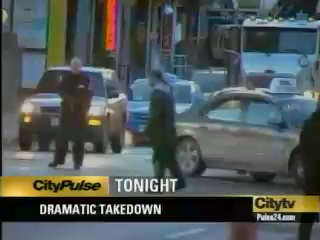 CityPulse TONIGHT
DRAMATIC TAKEDOWN
Citytv
Pulse24.com